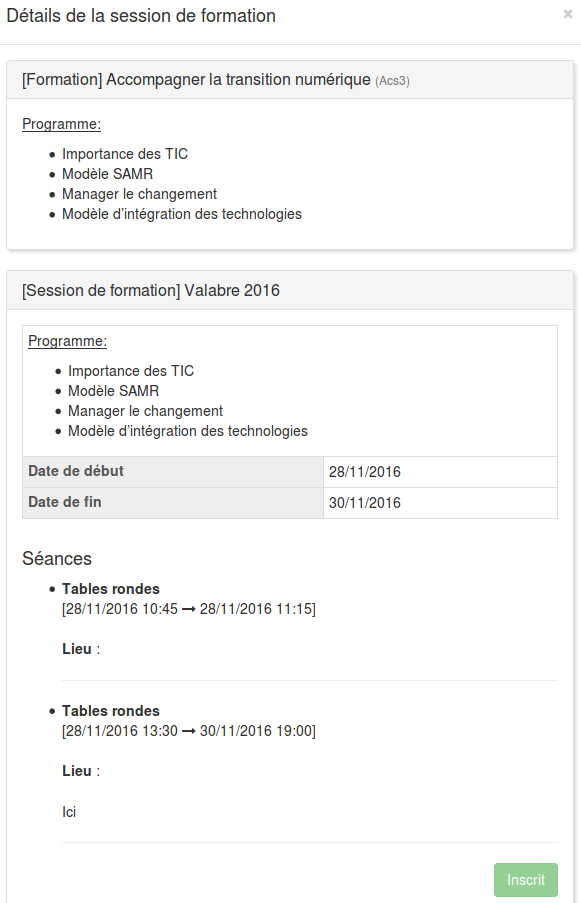 Détails de la session de formation ×
[Formation] Accompagner la transition numérique (Acs3)
Programme:
• Importance des TIC
• Modèle SAMR
• Manager le changement
• Modèle d'intégration des technologies
[Session de formation] Valabre 2016
Programme:
• Importance des TIC
• Modèle SAMR
• Manager le changement
• Modèle d'intégration des technologies
Date de début 28/11/2016
Date de fin 30/11/2016
Séances
• Tables rondes
[28/11/2016 10:45 → 28/11/2016 11:15]
Lieu :
• Tables rondes
[28/11/2016 13:30 → 30/11/2016 19:00]
Lieu :
Ici
Inscrit